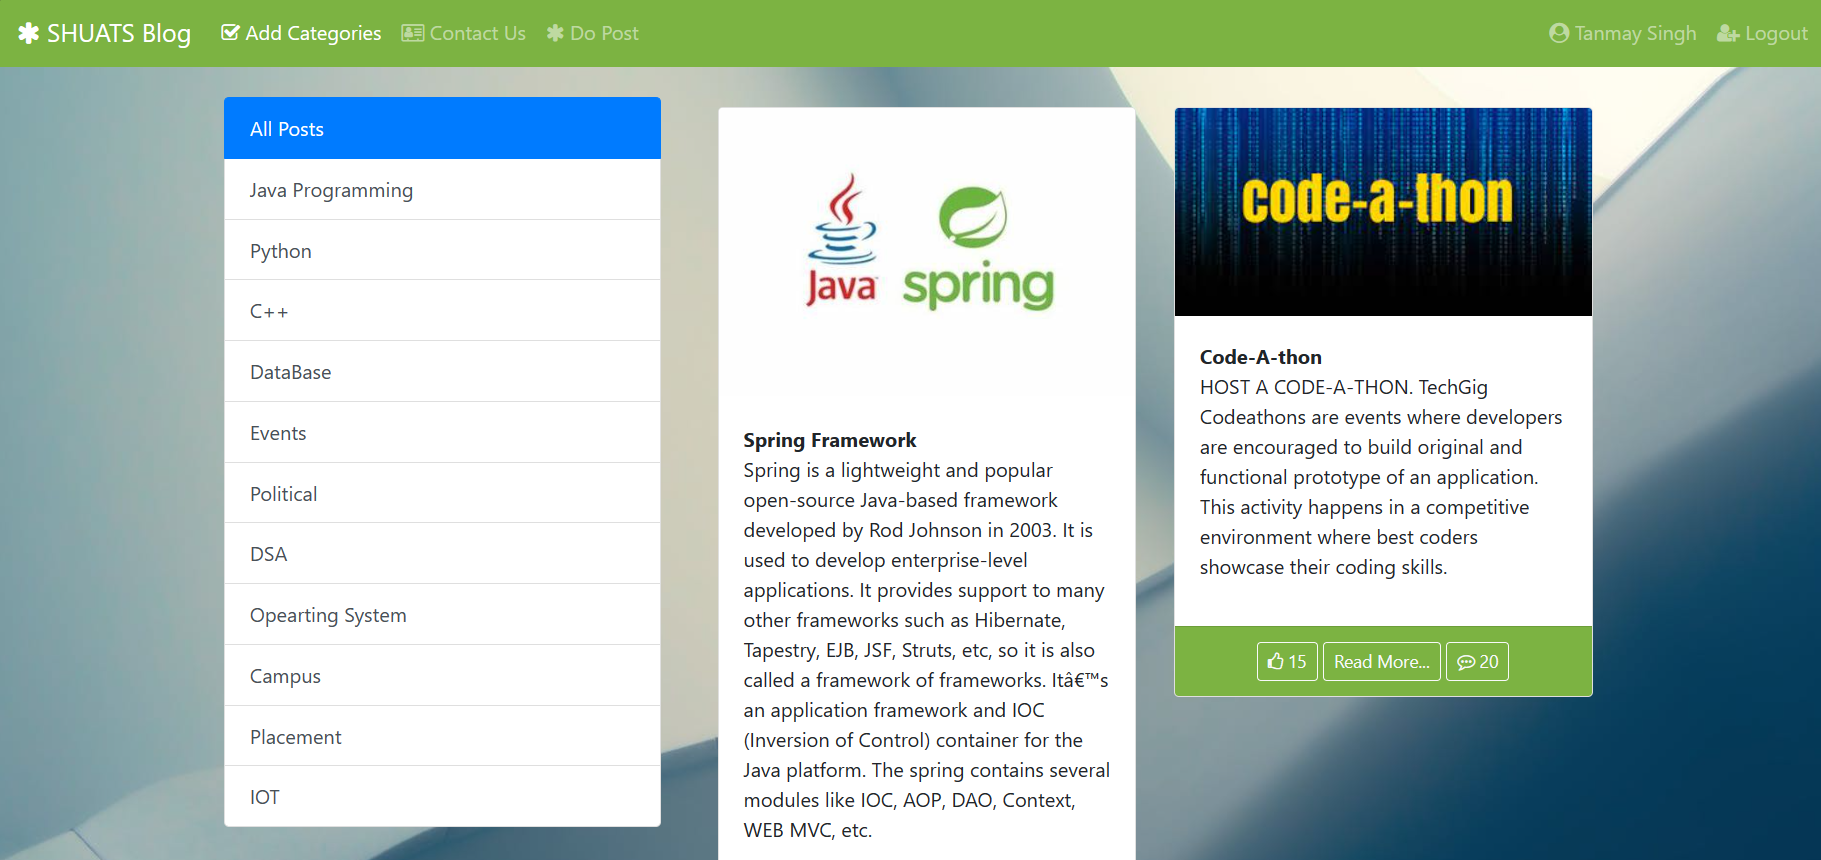 SHUATS Blog Add Categories Contact Us Do Post Tanmay Singh Logout
All Posts
Java Programming
Python
C++
DataBase
Events
Political
DSA
Opearting System
Campus
Placement
IOT
Java spring
Spring Framework
Spring is a lightweight and popular
open-source Java-based framework
developed by Rod Johnson in 2003. It is
used to develop enterprise-level
applications. It provides support to many
other frameworks such as Hibernate,
Tapestry, EJB, JSF, Struts, etc, so it is also
called a framework of frameworks. Itâ€™s
an application framework and IOC
(Inversion of Control) container for the
Java platform. The spring contains several
modules like IOC, AOP, DAO, Context,
WEB MVC, etc.
code-a-thon
Code-A-thon
HOST A CODE-A-THON. TechGig
Codeathons are events where developers
are encouraged to build original and
functional prototype of an application.
This activity happens in a competitive
environment where best coders
showcase their coding skills.
15 Read More... 20